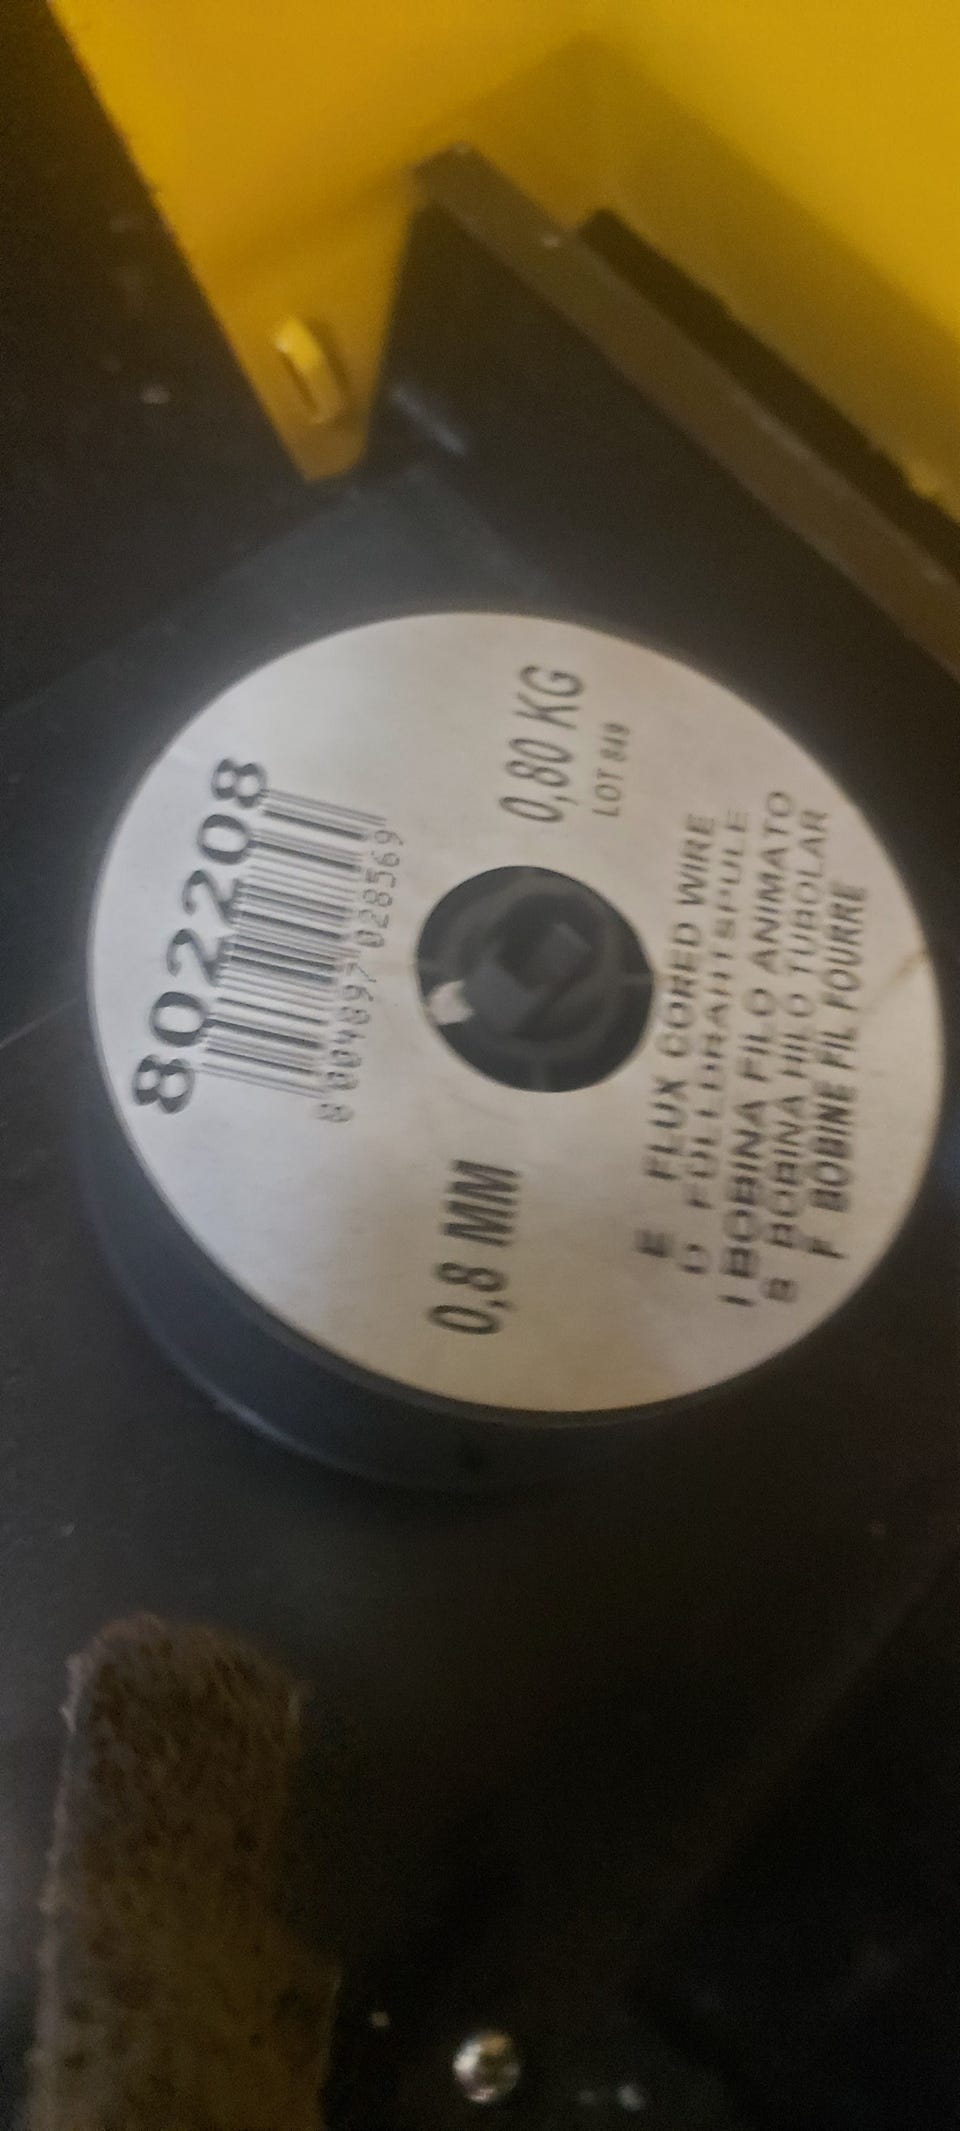 802208
8 004897 028569
0,8 MM
0,80 KG
LOT 849
E FLUX CORED WIRE
D FÜLLDRAHTSPULE
I BOBINA FILO ANIMATO
S BOBINA HILO TUBOLAR
F BOBINE FIL FOURRE